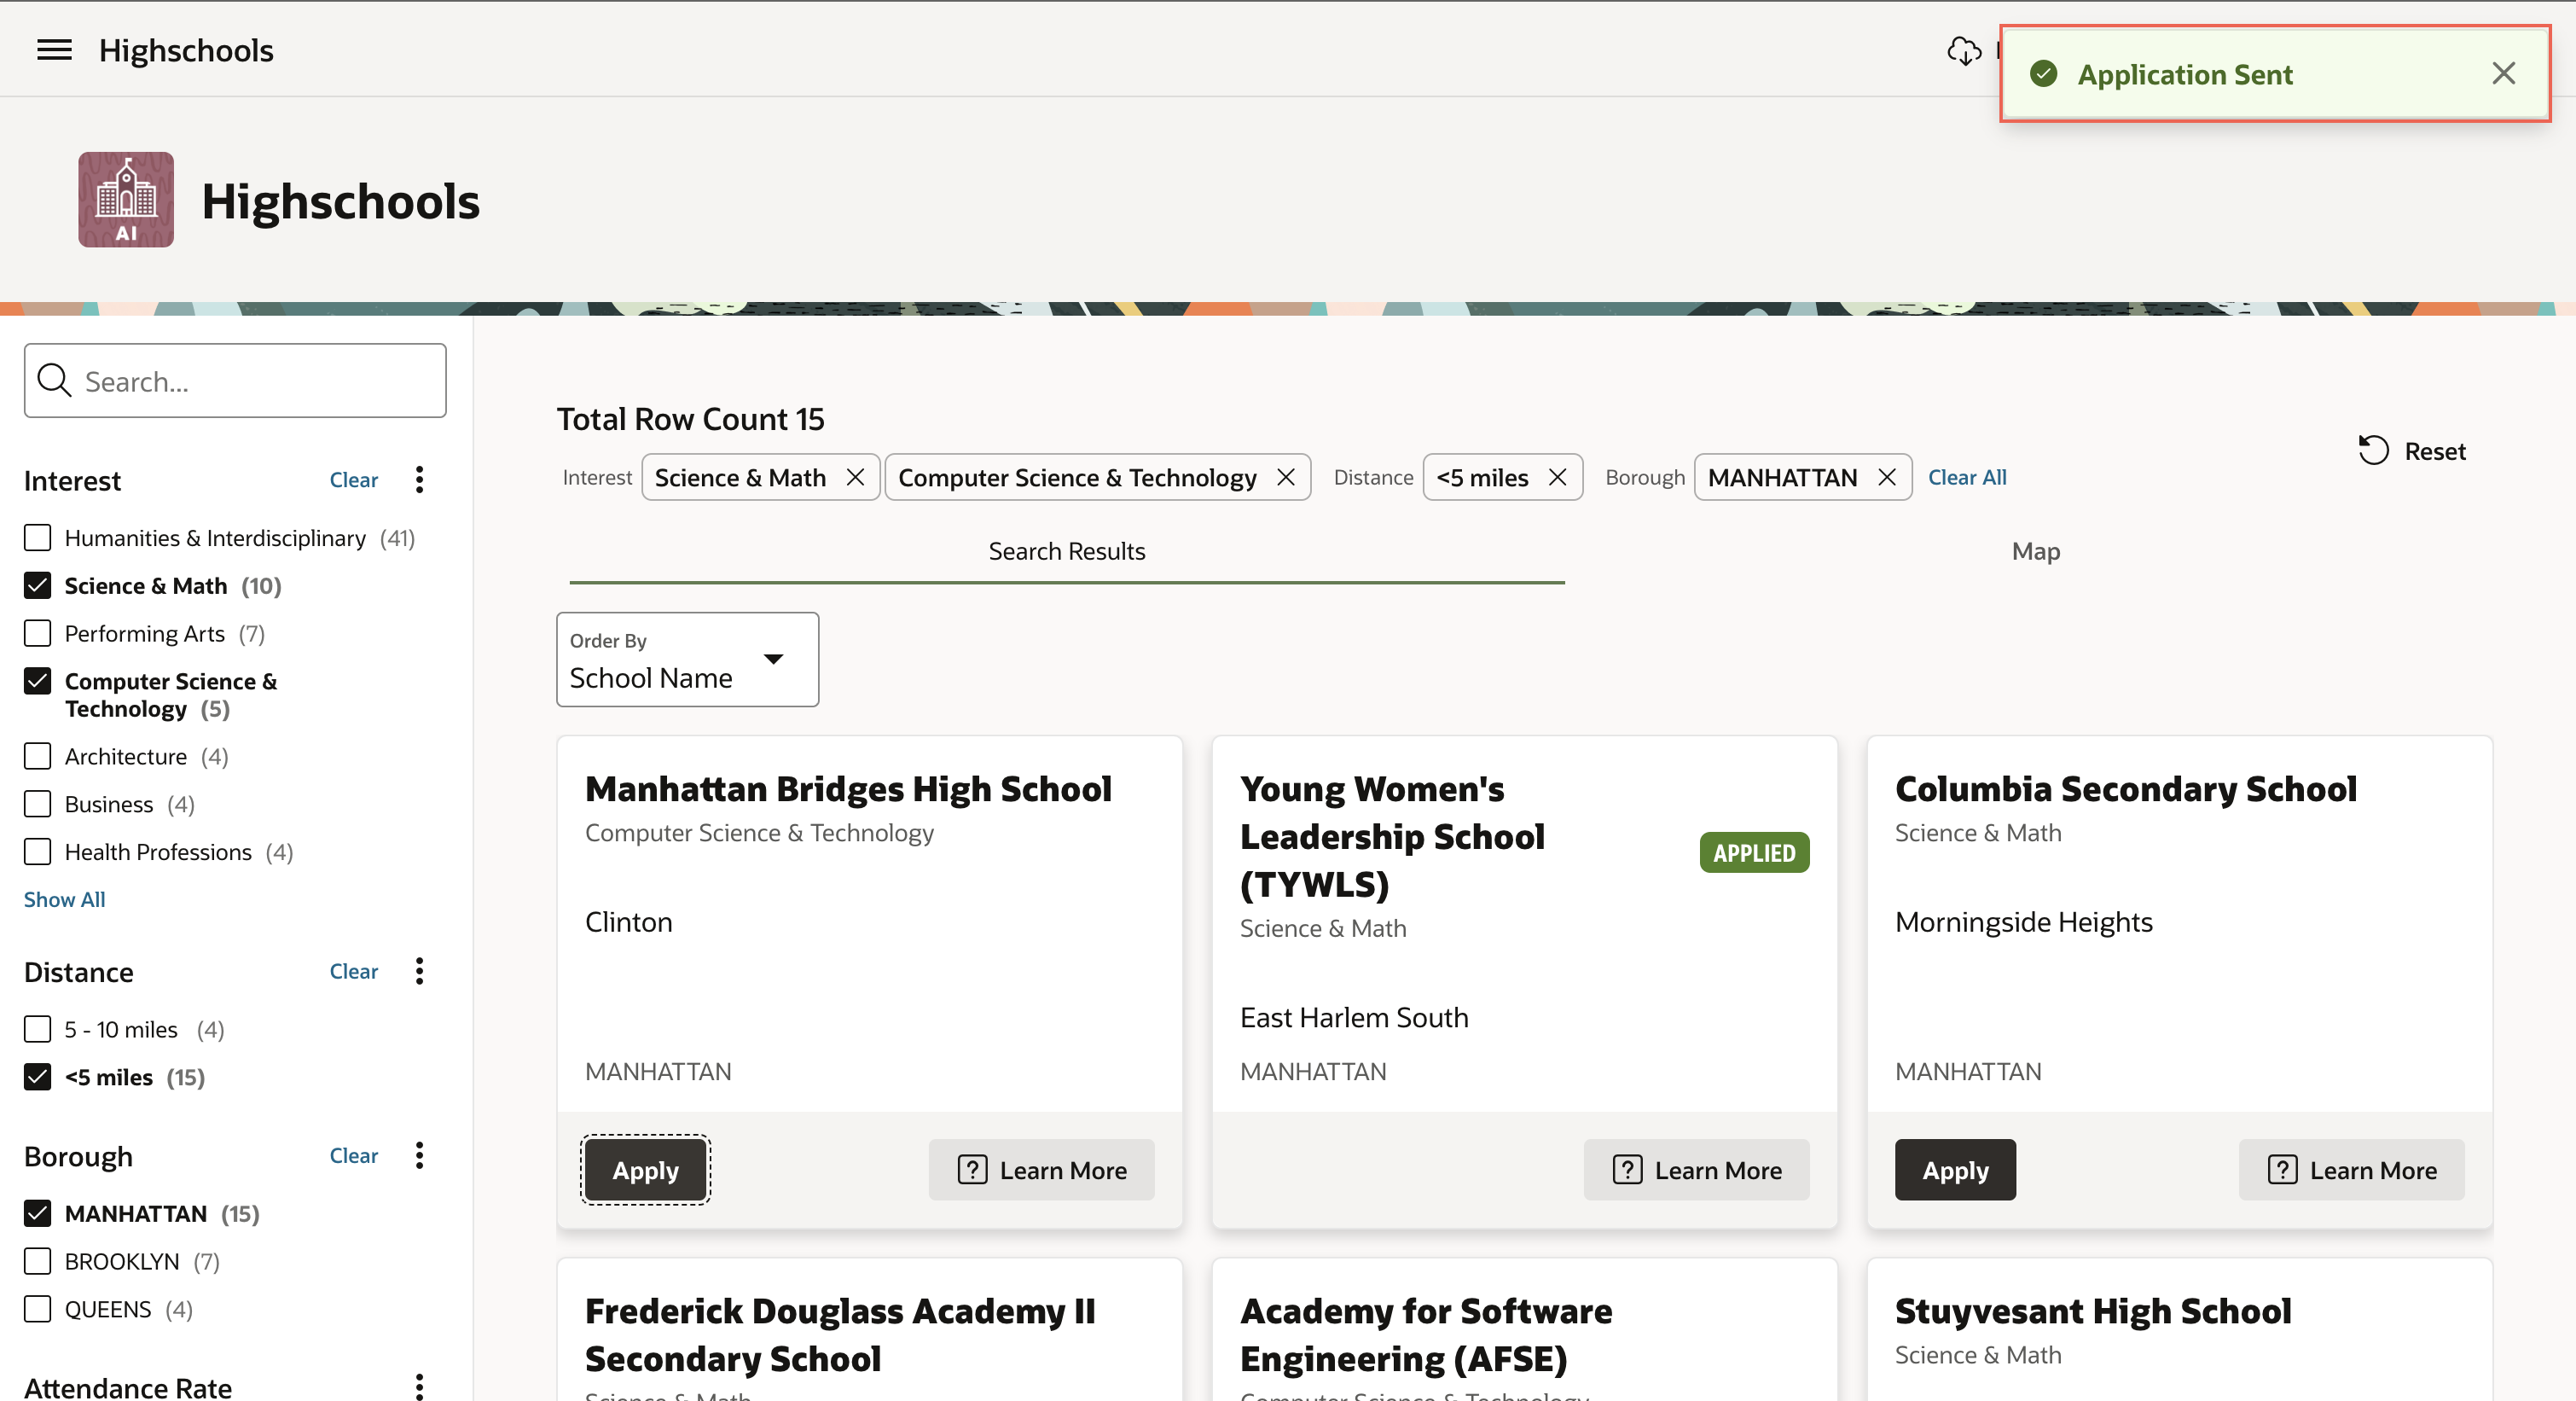 Highschools
Application Sent
AI
Highschools
Search...
Interest Clear
Humanities & Interdisciplinary (41)
Science & Math (10)
Performing Arts (7)
Computer Science &
Technology (5)
Architecture (4)
Business (4)
Health Professions (4)
Show All
Distance Clear
5 - 10 miles (4)
<5 miles (15)
Borough Clear
MANHATTAN (15)
BROOKLYN (7)
QUEENS (4)
Attendance Rate
Total Row Count 15
Interest Science & Math Computer Science & Technology Distance <5 miles Borough MANHATTAN Clear All
Reset
Search Results Map
Order By
School Name
Manhattan Bridges High School
Computer Science & Technology
Clinton
MANHATTAN
Apply Learn More
Young Women's
Leadership School
(TYWLS)
APPLIED
Science & Math
East Harlem South
MANHATTAN
Learn More
Columbia Secondary School
Science & Math
Morningside Heights
MANHATTAN
Apply Learn More
Frederick Douglass Academy II
Secondary School
Science & Math
Academy for Software
Engineering (AFSE)
Computer Science & Technology
Stuyvesant High School
Science & Math